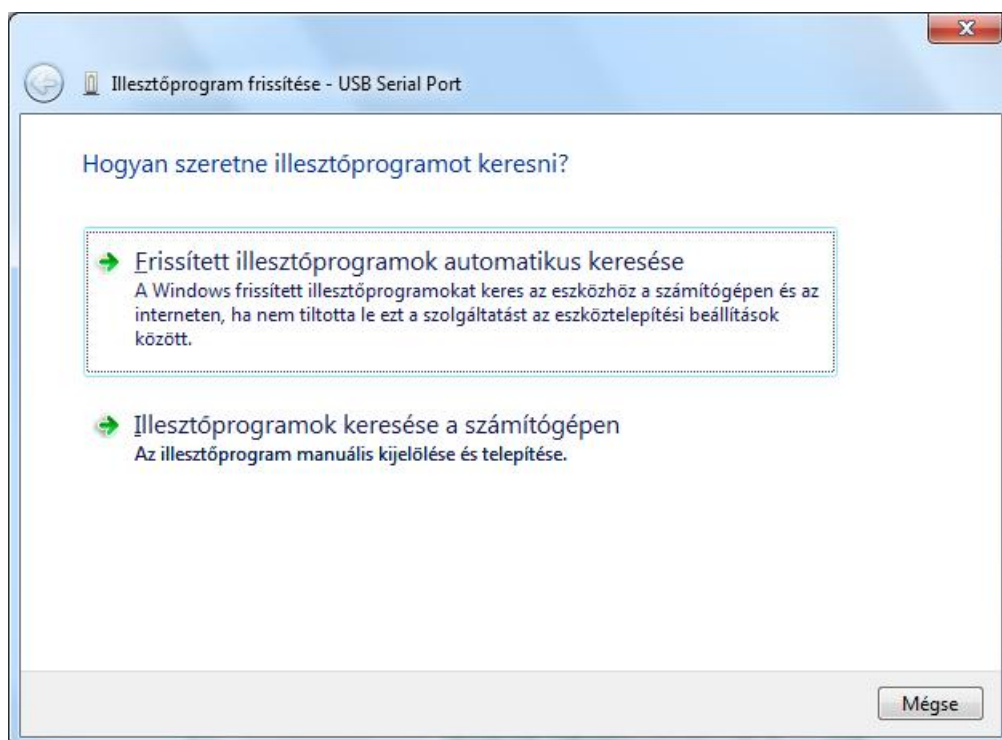 Illesztőprogram frissítése - USB Serial Port
Hogyan szeretne illesztőprogramot keresni?
Frissített illesztőprogramok automatikus keresése
A Windows frissített illesztőprogramokat keres az eszközhöz a számítógépen és az
interneten, ha nem tiltotta le ezt a szolgáltatást az eszköztelepítési beállítások
között.
Illesztőprogramok keresése a számítógépen
Az illesztőprogram manuális kijelölése és telepítése.
Mégse